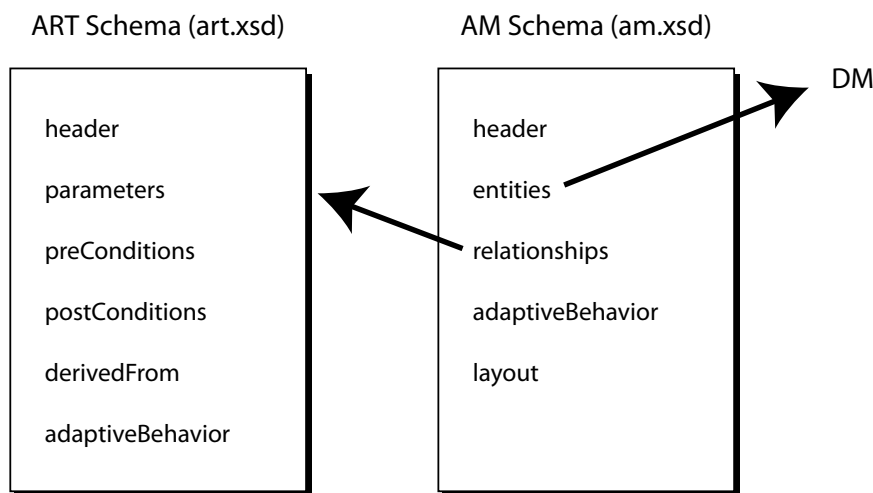 ART Schema (art.xsd)
header
parameters
preConditions
postConditions
derivedFrom
adaptiveBehavior
AM Schema (am.xsd)
header
entities
relationships
adaptiveBehavior
layout
DM